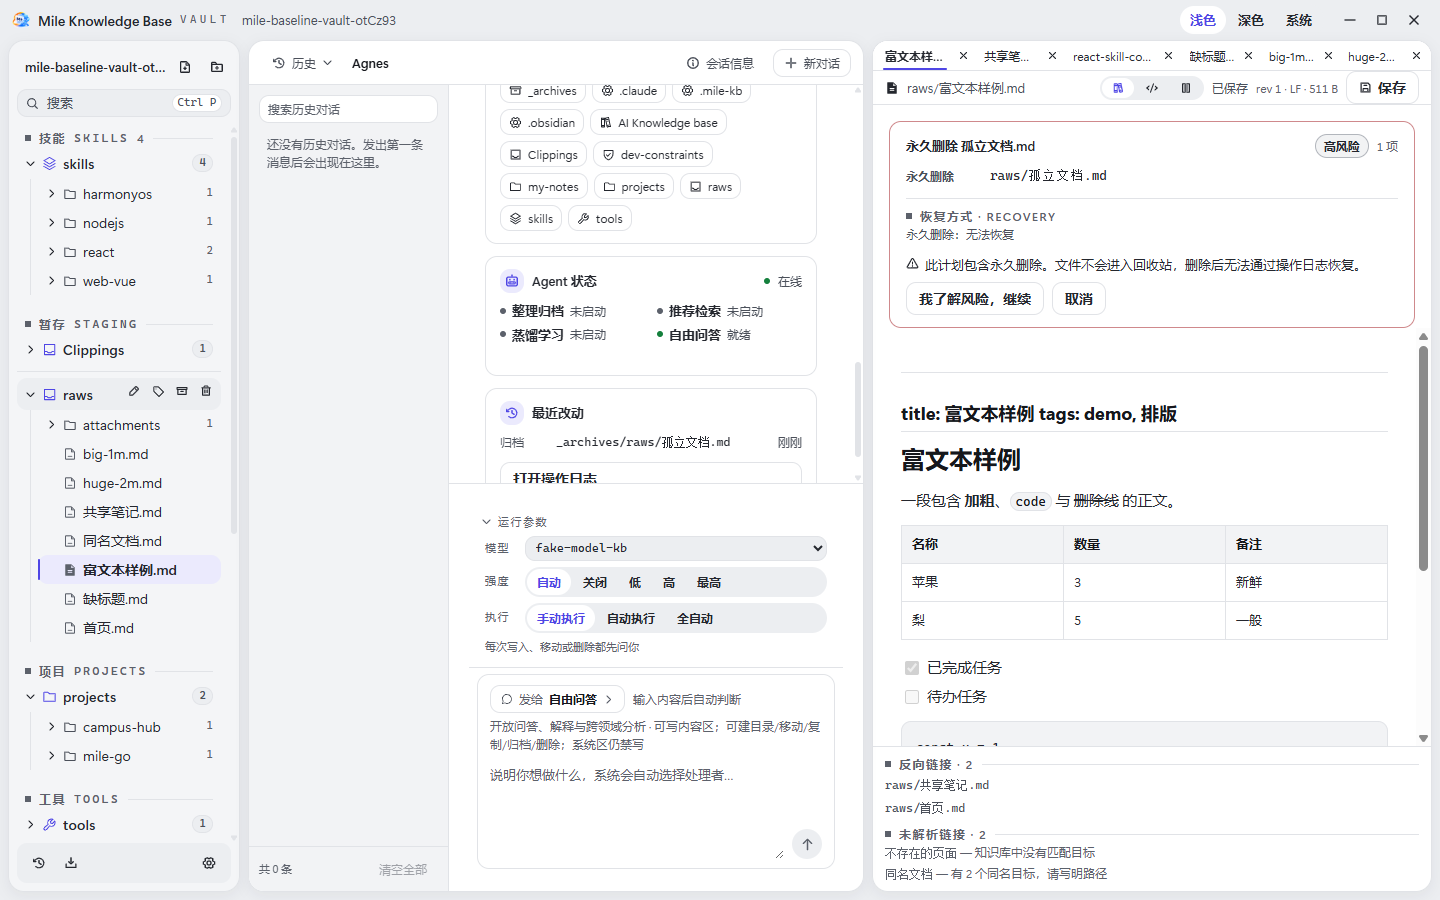 Mile Knowledge Base VAULT mile-baseline-vault-otCz93
浅色 深色 系统
mile-baseline-vault-ot...
搜索 Ctrl P
技能 SKILLS 4
skills 4
harmonyos 1
nodejs 1
react 2
web-vue 1
暂存 STAGING
Clippings 1
raws
attachments 1
big-1m.md
huge-2m.md
共享笔记.md
同名文档.md
富文本样例.md
缺标题.md
首页.md
项目 PROJECTS
projects 2
campus-hub 1
mile-go 1
工具 TOOLS
tools 1
历史 Agnes
会话信息 新对话
搜索历史对话
还没有历史对话。发出第一条
消息后会出现在这里。
共 0 条 清空全部
_archives .claude .mile-kb
.obsidian AI Knowledge base
Clippings dev-constraints
my-notes projects raws
skills tools
Agent 状态 在线
整理归档 未启动 推荐检索 未启动
蒸馏学习 未启动 自由问答 就绪
最近改动
归档 _archives/raws/孤立文档.md 刚刚
打开操作日志
运行参数
模型 fake-model-kb
强度 自动 关闭 低 高 最高
执行 手动执行 自动执行 全自动
每次写入、移动或删除都先问你
发给 自由问答 输入内容后自动判断
开放问答、解释与跨领域分析 · 可写内容区；可建目录/移动/复
制/归档/删除；系统区仍禁写
说明你想做什么，系统会自动选择处理者...
富文本样... 共享笔... react-skill-co... 缺标题... big-1m... huge-2...
raws/富文本样例.md 已保存 rev 1 · LF · 511 B 保存
永久删除 孤立文档.md 高风险 1 项
永久删除 raws/孤立文档.md
恢复方式 · RECOVERY
永久删除：无法恢复
此计划包含永久删除。文件不会进入回收站，删除后无法通过操作日志恢复。
我了解风险，继续 取消
title: 富文本样例 tags: demo, 排版
富文本样例
一段包含 加粗、 code 与 删除线 的正文。
名称 数量 备注
苹果 3 新鲜
梨 5 一般
已完成任务
待办任务
const x = 1
反向链接 · 2
raws/共享笔记.md
raws/首页.md
未解析链接 · 2
不存在的页面 — 知识库中没有匹配目标
同名文档 — 有 2 个同名目标，请写明路径